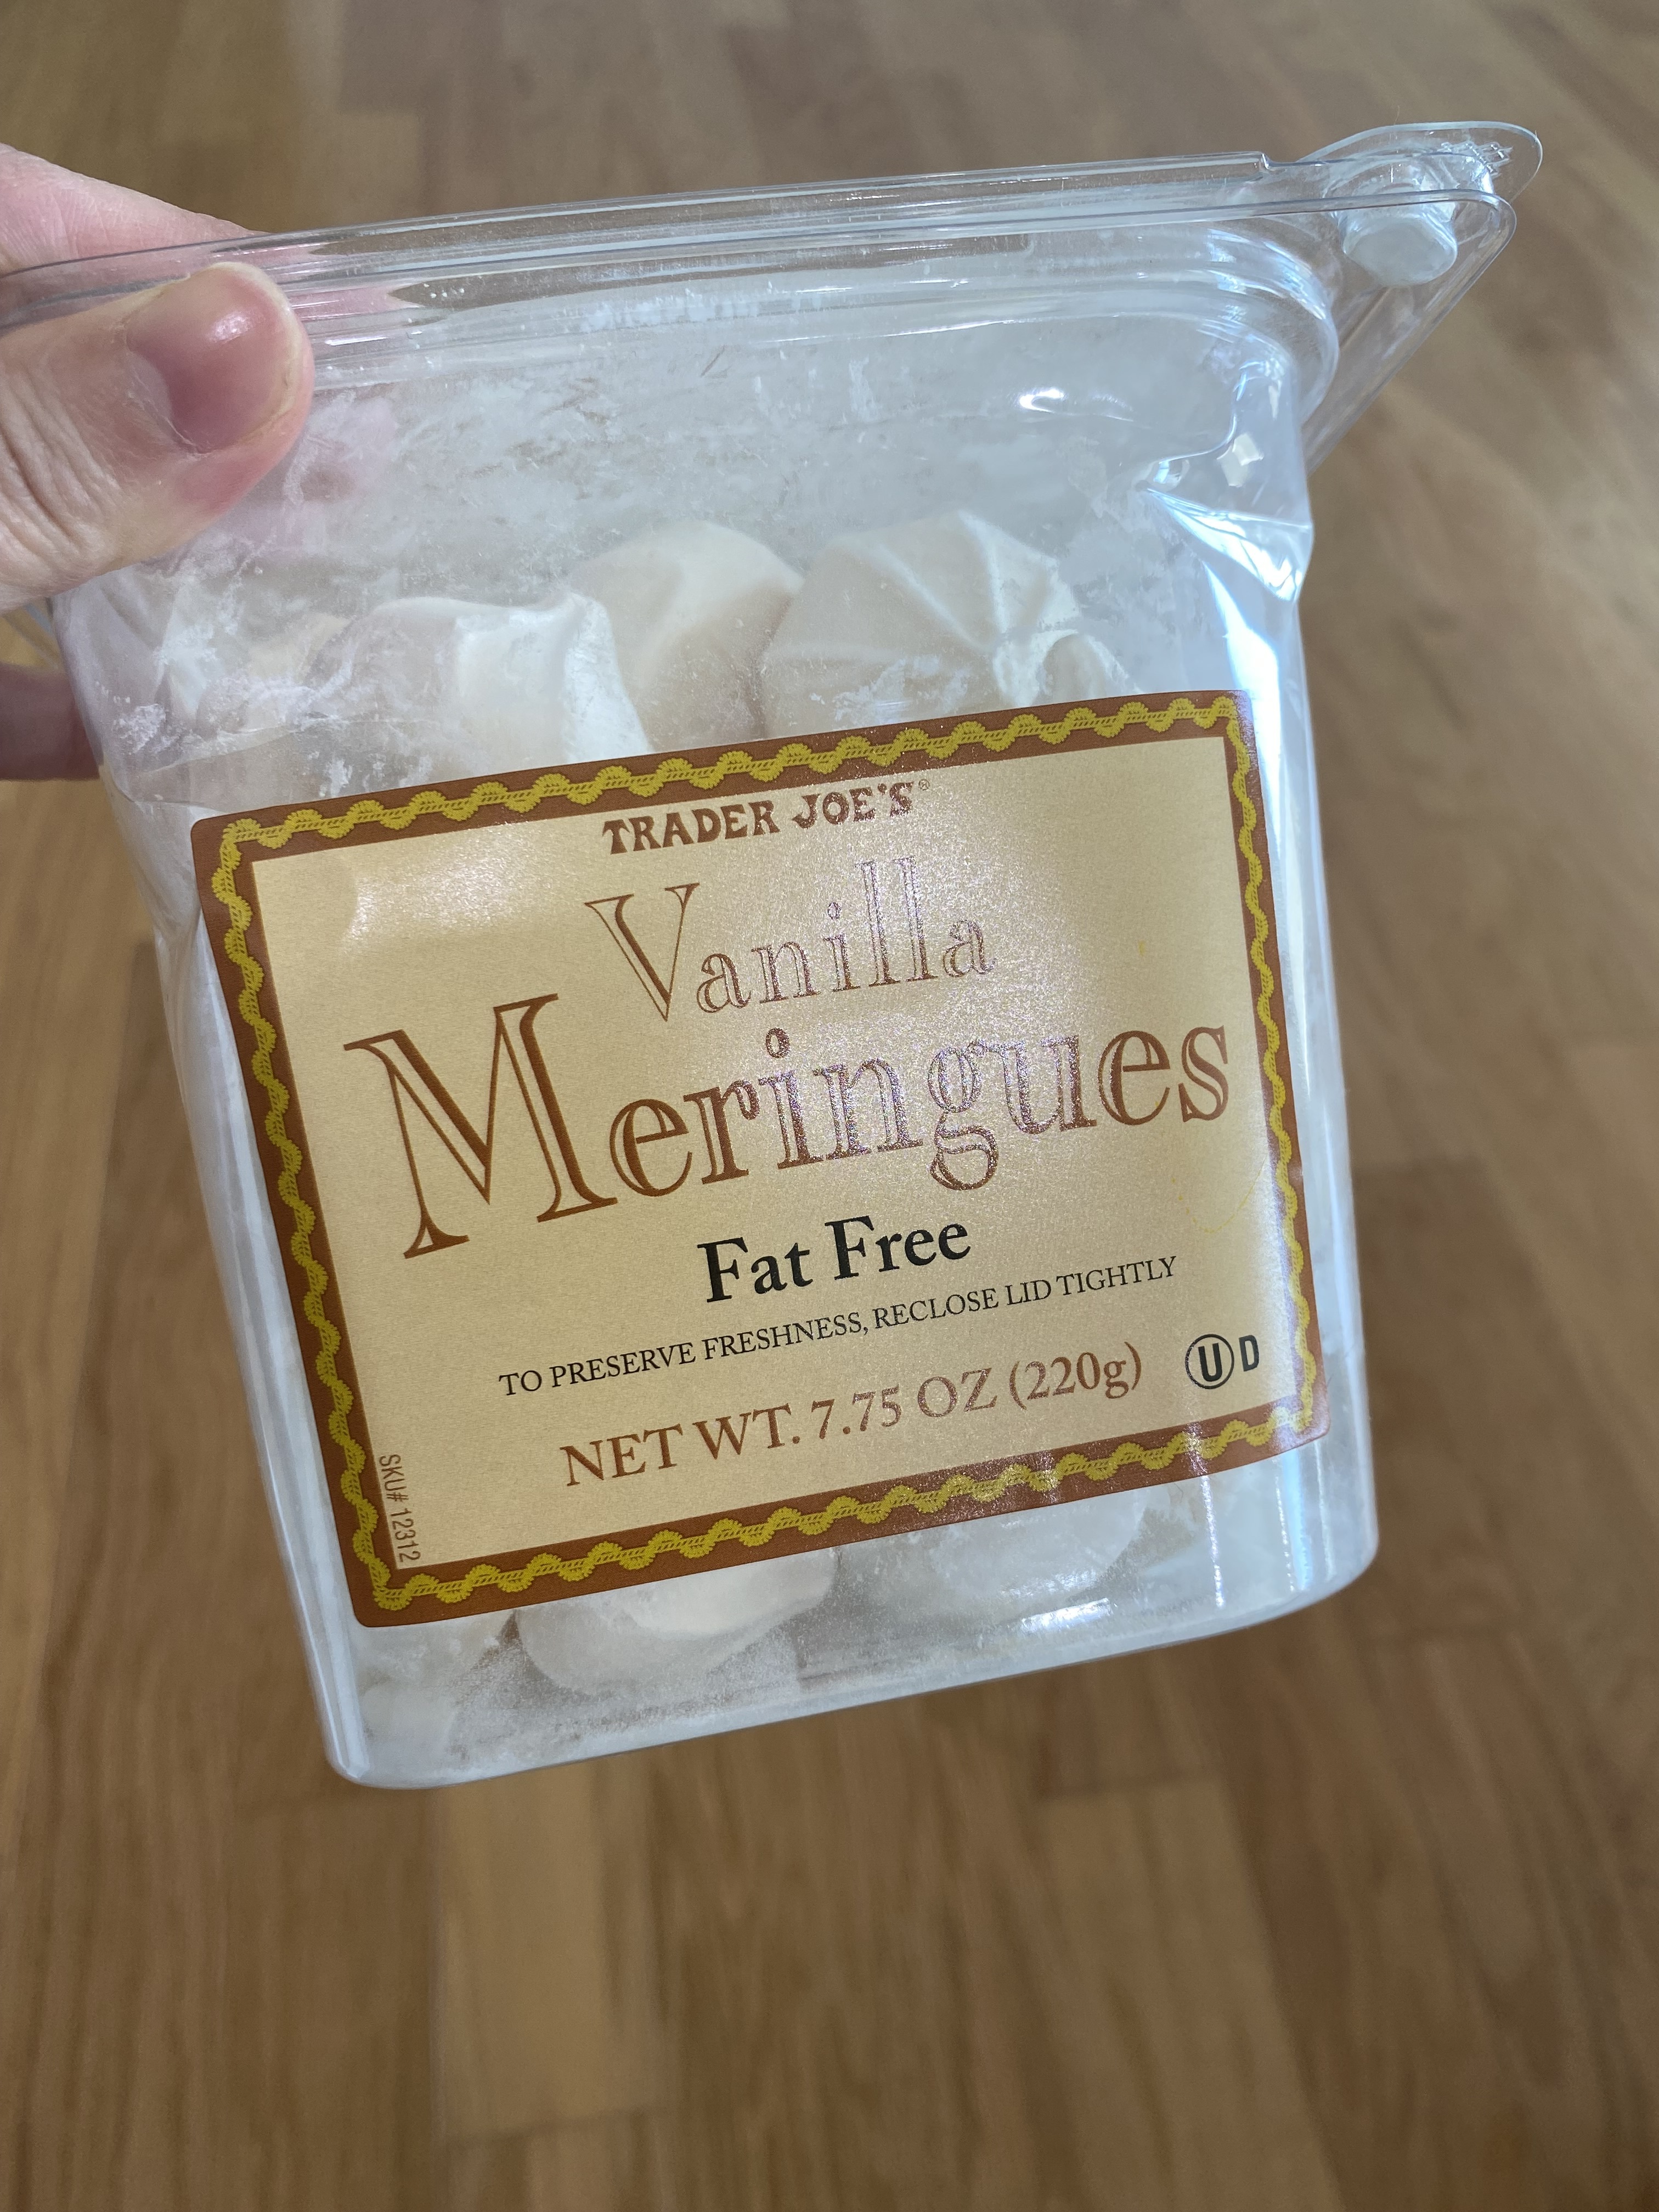 TRADER JOE'S®
Vanilla
Meringues
Fat Free
TO PRESERVE FRESHNESS, RECLOSE LID TIGHTLY
NET WT. 7.75 OZ (220g)
U D
SKU# 12312